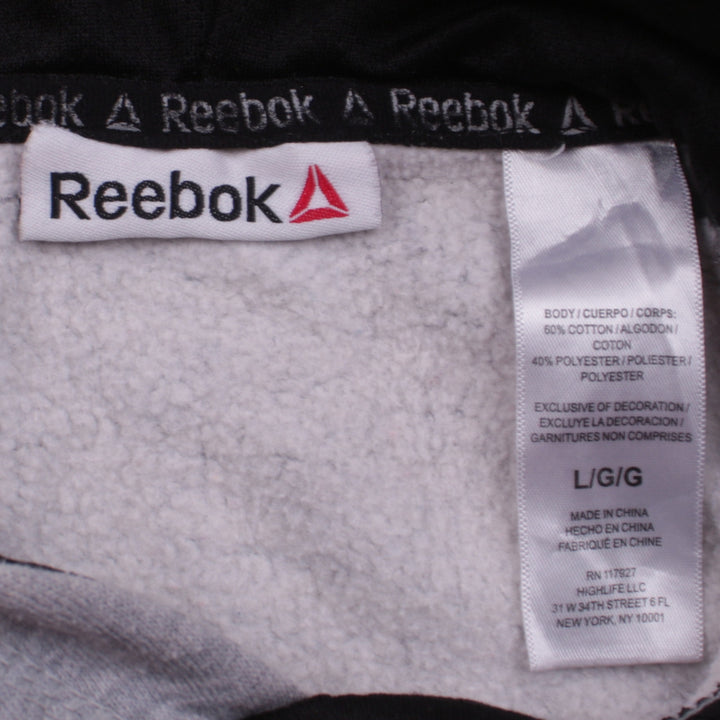 ebok Reebok Reebok R
Reebok
BODY / CUERPO / CORPS:
60% COTTON / ALGODON /
COTON
40% POLYESTER / POLIESTER /
POLYESTER
EXCLUSIVE OF DECORATION /
EXCLUYE LA DECORACION /
GARNITURES NON COMPRISES
L/G/G
MADE IN CHINA
HECHO EN CHINA
FABRIQUÉ EN CHINE
RN 117927
HIGHLIFE LLC
31 W 34TH STREET 6 FL
NEW YORK, NY 10001